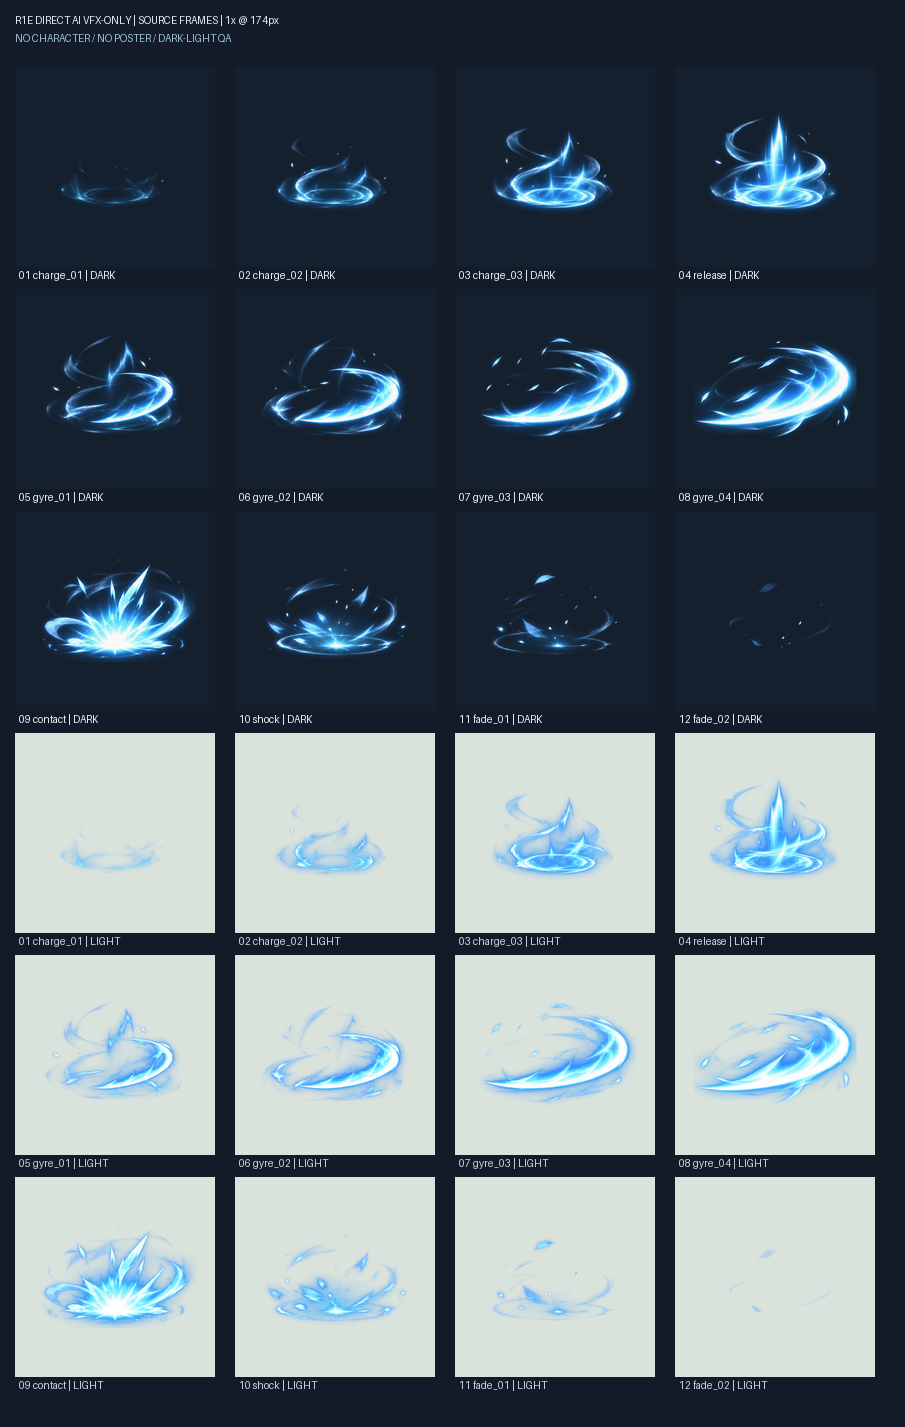 R1E DIRECT AI VFX-ONLY | SOURCE FRAMES | 1x @ 174px
NO CHARACTER / NO POSTER / DARK-LIGHT QA
01 charge_01 | DARK
02 charge_02 | DARK
03 charge_03 | DARK
04 release | DARK
05 gyre_01 | DARK
06 gyre_02 | DARK
07 gyre_03 | DARK
08 gyre_04 | DARK
09 contact | DARK
10 shock | DARK
11 fade_01 | DARK
12 fade_02 | DARK
01 charge_01 | LIGHT
02 charge_02 | LIGHT
03 charge_03 | LIGHT
04 release | LIGHT
05 gyre_01 | LIGHT
06 gyre_02 | LIGHT
07 gyre_03 | LIGHT
08 gyre_04 | LIGHT
09 contact | LIGHT
10 shock | LIGHT
11 fade_01 | LIGHT
12 fade_02 | LIGHT